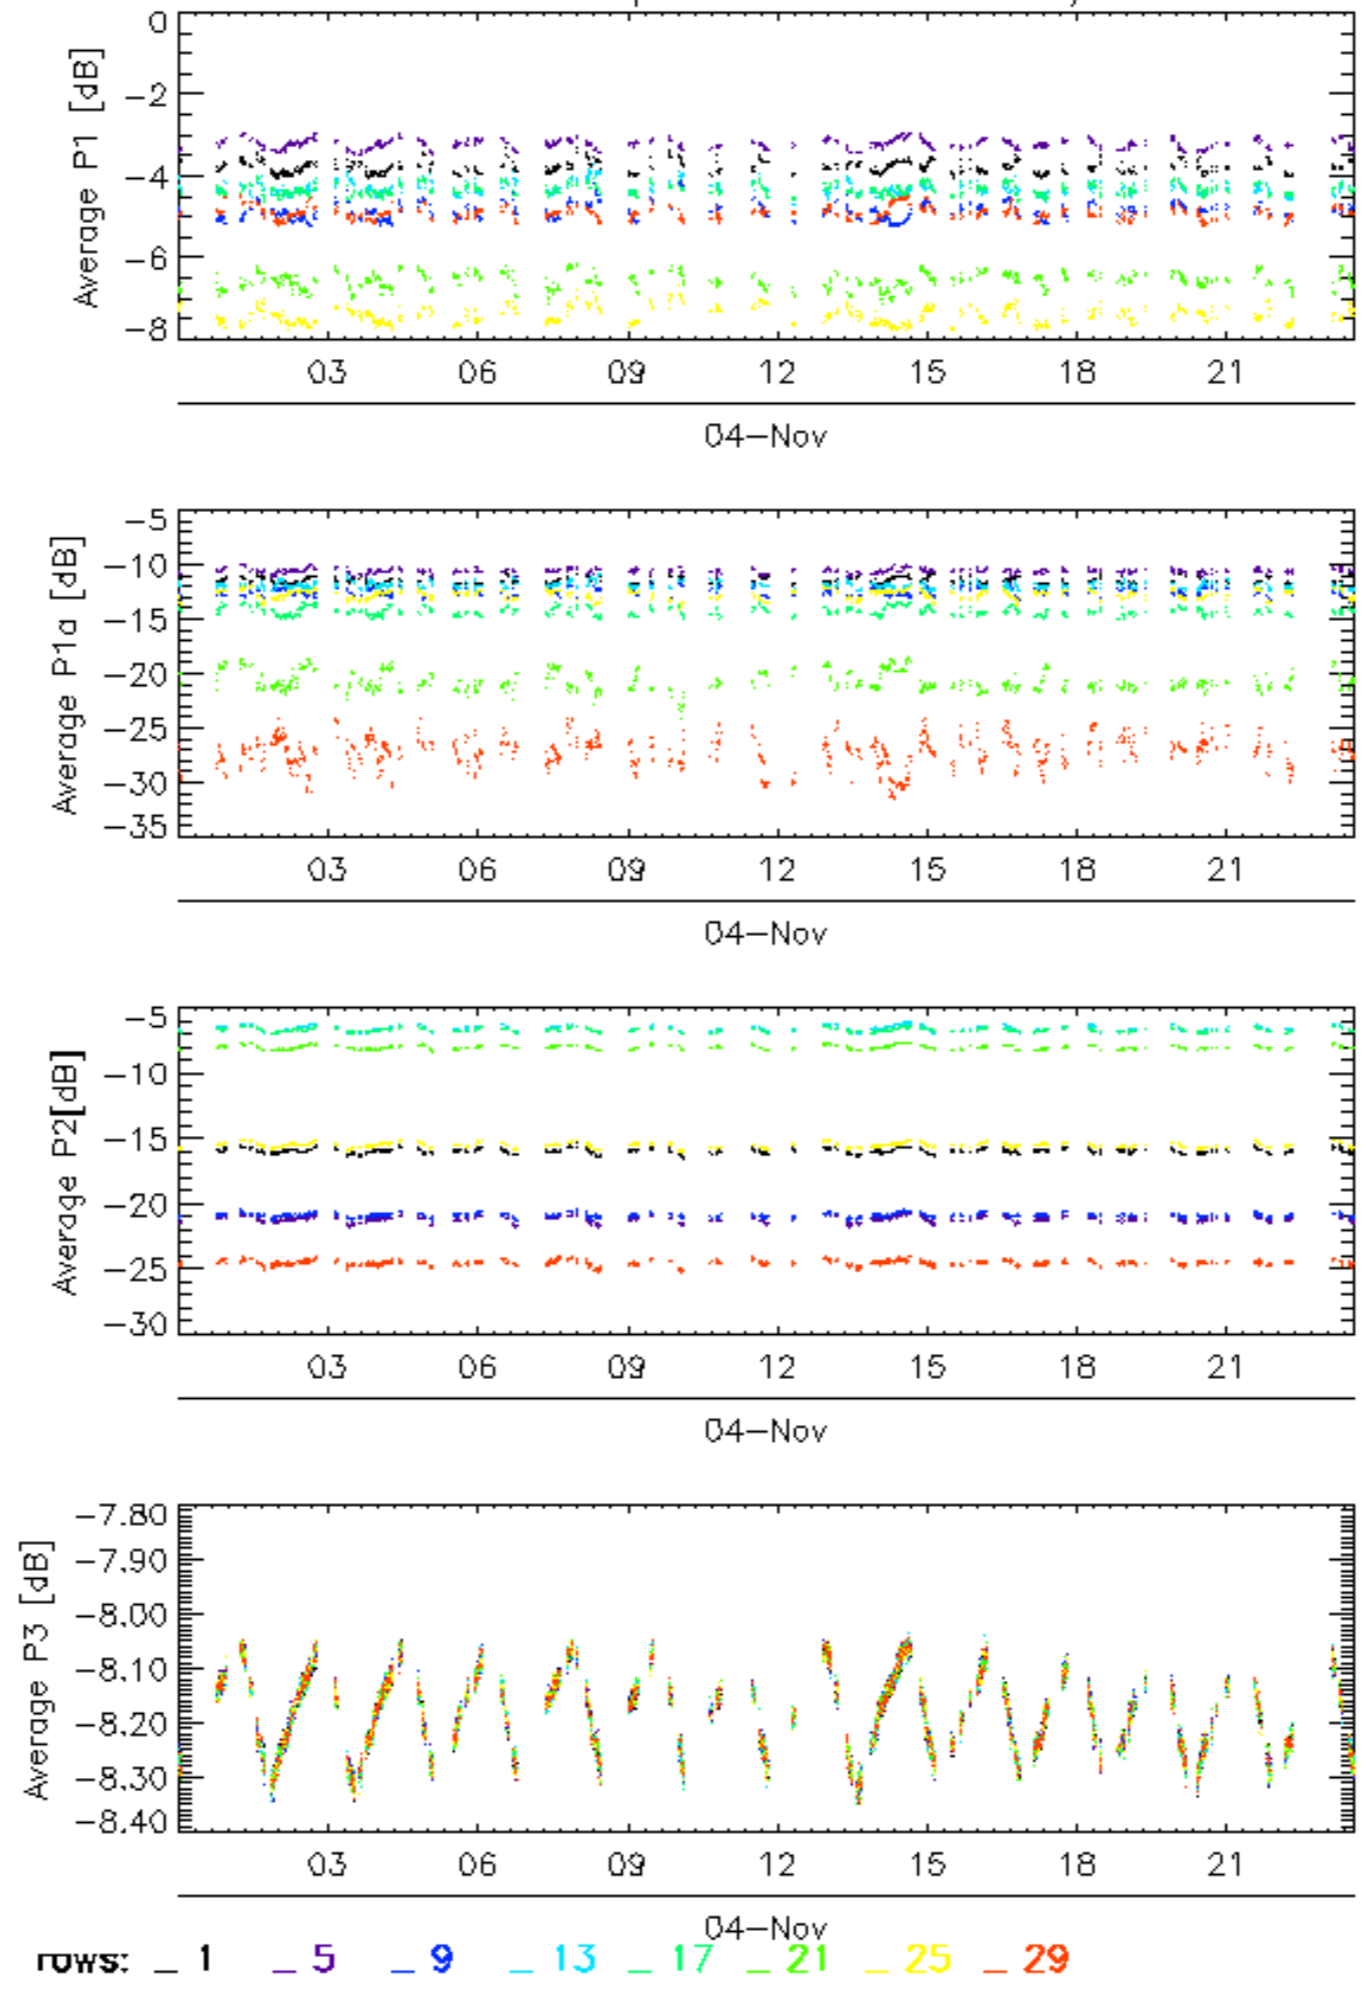 0
−2
−4
−6
−8
Average P1 [dB]
03 06 09 12 15 18 21
04−Nov
−5
−10
−15
−20
−25
−30
−35
Average P1a [dB]
03 06 09 12 15 18 21
04−Nov
−5
−10
−15
−20
−25
−30
Average P2[dB]
03 06 09 12 15 18 21
04−Nov
−7.80
−7.90
−8.00
−8.10
−8.20
−8.30
−8.40
Average P3 [dB]
03 06 09 12 15 18 21
04−Nov
rows: _ 1 _ 5 _ 9 _ 13 _ 17 _ 21 _ 25 _ 29